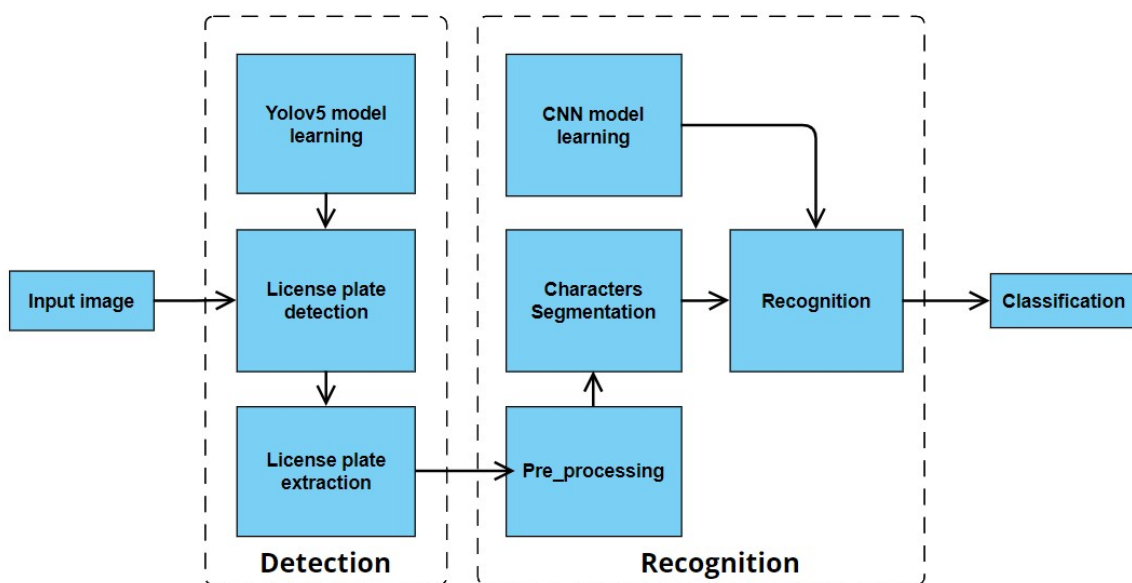 Yolov5 model
learning
CNN model
learning
Input image
License plate
detection
Characters
Segmentation
Recognition
Classification
License plate
extraction
Pre_processing
Detection
Recognition